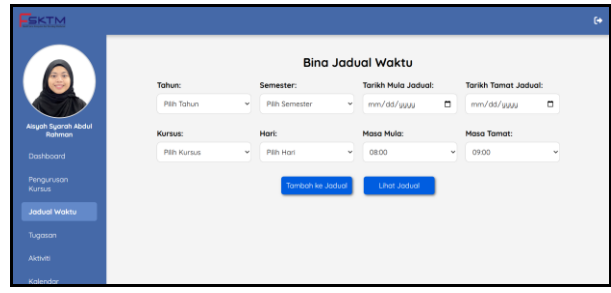 FSKTM
Bina Jadual Waktu
Tahun: Semester: Tarikh Mula Jadual: Tarikh Tamat Jadual:
Pilih Tahun Pilih Semester mm/dd/yyyy mm/dd/yyyy
Kursus: Hari: Masa Mula: Masa Tamat:
Pilih Kursus Pilih Hari 08:00 09:00
Tambah ke Jadual Lihat Jadual
Aisyah Syarah Abdul
Rahman
Dashboard
Pengurusan
Kursus
Jadual Waktu
Tugasan
Aktiviti
Kalendar